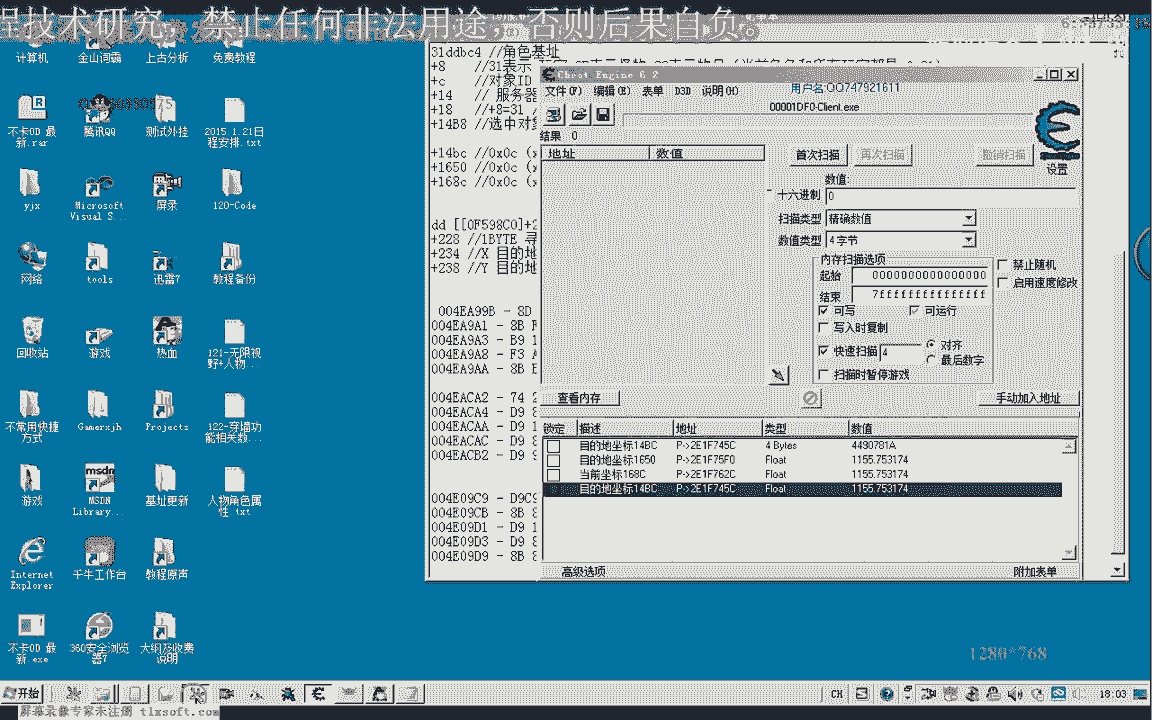 程技术研究，禁止任何非法用途，否则后果自负。
计算机
金山词霸
上古分析
免费教程
不卡OD 最新.rar
腾讯QQ
测试外挂
2015.1.21日程安排.txt
yjx
Microsoft Visual S...
屏录
120-Code
网络
tools
迅雷7
教程备份
回收站
游戏
热血
121-无限视野+人物...
不常用快捷方式
Gamerxjh
Projects
122-穿墙功能相关数...
游戏
MSDN Library...
基址更新
人物角色属性.txt
Internet Explorer
千牛工作台
教程原声
不卡OD 最新.exe
360安全浏览器7
大纲及收费说明
31ddbc4 //角色基址
+8 //31表示
+c //对象ID
+14 // 服务器
+18 //+8=31 /
+14B8 //选中对象
+14bc //0x0c (x
+1650 //0x0c (x
+168c //0x0c (x
dd [[0F598C0]+2
+228 //1BYTE 寻
+234 //X 目的地
+238 //Y 目的地
004EA99B - 8D
004EA9A1 - 8B F
004EA9A3 - B9 1
004EA9A8 - F3 A
004EA9AA - 8B E
004EACA2 - 74 2
004EACA4 - D9 8
004EACAA - D9 1
004EACAC - D9 8
004EACB2 - D9 9
004E09C9 - D9C9
004E09CB - 8B 8
004E09D1 - D9 1
004E09D3 - D9 8
004E09D9 - 8B 8
Cheat Engine 6.2
文件(F) 编辑(E) 表单 D3D 说明(H)
用户名:QQ747921611
00001DF0-Client.exe
结果 0
地址 数值
首次扫描 再次扫描 撤消扫描
设置
数值:
十六进制 0
扫描类型 精确数值
数值类型 4字节
内存扫描选项
起始 0000000000000000
结束 7fffffffffffffff
可写 可运行
写入时复制
快速扫描 4 对齐
最后数字
扫描时暂停游戏
禁止随机
启用速度修改
查看内存 手动加入地址
锁定 描述 地址 类型 数值
目的地坐标14BC P->2E1F745C 4 Bytes 4490781A
目的地坐标1650 P->2E1F75F0 Float 1155.753174
当前坐标168C P->2E1F762C Float 1155.753174
目的地坐标14BC P->2E1F745C Float 1155.753174
高级选项 附加表单
1280*768
开始 CH 18:03
屏幕录像专家未注册 tlxsoft.com